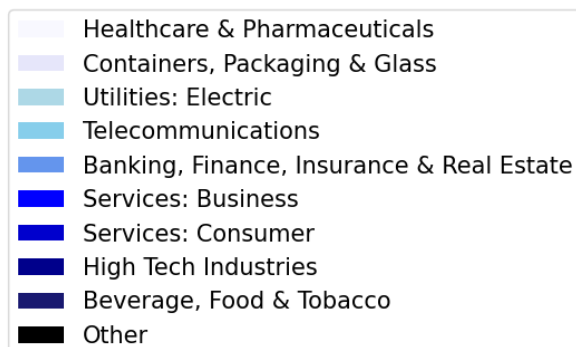 Healthcare & Pharmaceuticals
Containers, Packaging & Glass
Utilities: Electric
Telecommunications
Banking, Finance, Insurance & Real Estate
Services: Business
Services: Consumer
High Tech Industries
Beverage, Food & Tobacco
Other